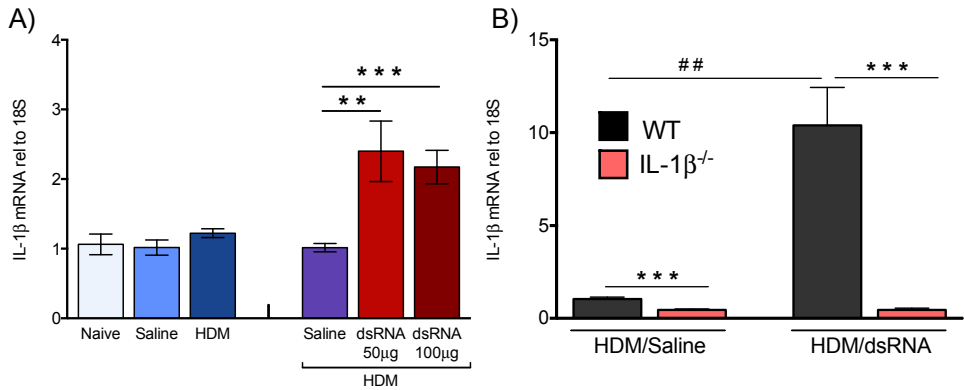 A)
IL-1β mRNA rel to 18S
4
3
2
1
0
***
**
Naive
Saline
HDM
Saline
dsRNA
50µg
dsRNA
100µg
HDM
B)
IL-1β mRNA rel to 18S
15
10
5
0
##
***
WT
IL-1β-/-
***
HDM/Saline
HDM/dsRNA